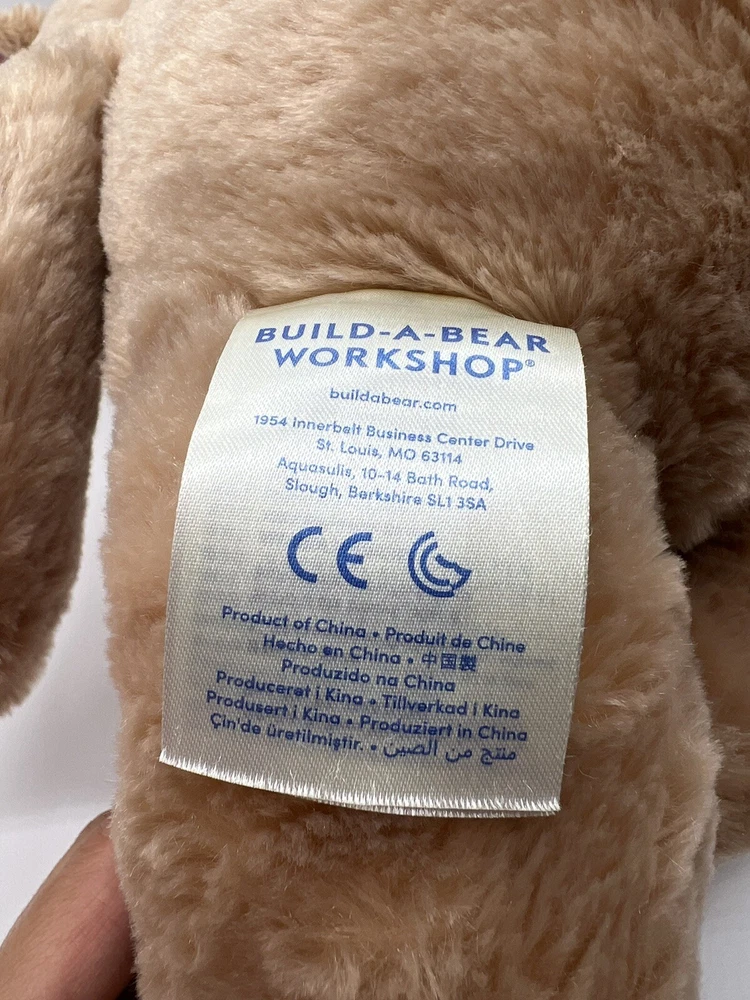 BUILD-A-BEAR
WORKSHOP®
buildabear.com
1954 Innerbelt Business Center Drive
St. Louis, MO 63114
Aquasulis, 10-14 Bath Road,
Slough, Berkshire SL1 3SA
CE
Product of China • Produit de Chine
Hecho en China • 中国製
Produzido na China
Produceret i Kina • Tillverkad i Kina
Produsert i Kina • Produziert in China
Çin'de üretilmiştir. • منتج من الصين